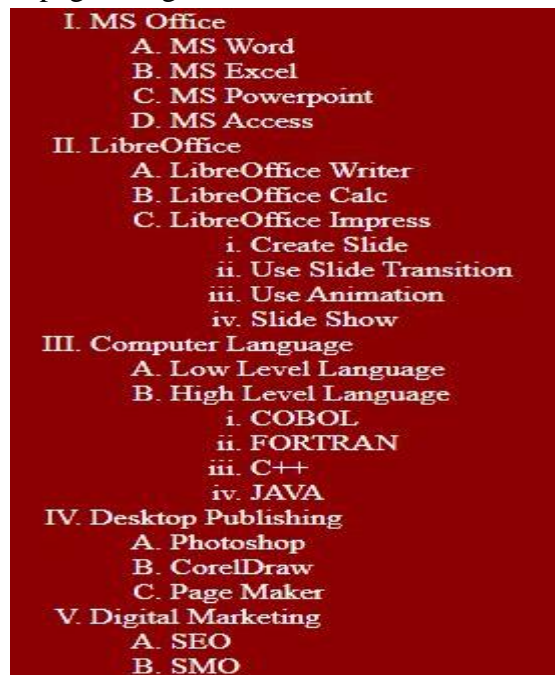 I. MS Office
A. MS Word
B. MS Excel
C. MS Powerpoint
D. MS Access
II. LibreOffice
A. LibreOffice Writer
B. LibreOffice Calc
C. LibreOffice Impress
i. Create Slide
ii. Use Slide Transition
iii. Use Animation
iv. Slide Show
III. Computer Language
A. Low Level Language
B. High Level Language
i. COBOL
ii. FORTRAN
iii. C++
iv. JAVA
IV. Desktop Publishing
A. Photoshop
B. CorelDraw
C. Page Maker
V. Digital Marketing
A. SEO
B. SMO